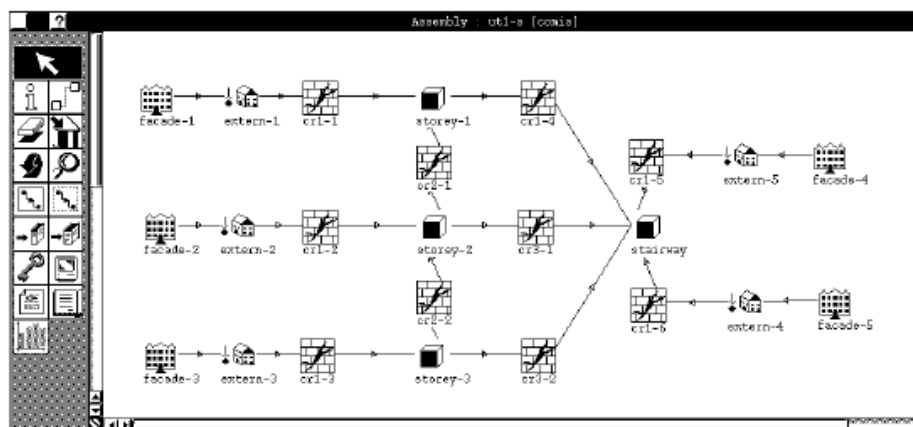 ?
Assembly : ut1-s [comis]
facade-1 extern-1 cr1-1 storey-1 cr1-4
cr2-1 cr1-5 extern-5 facade-4
facade-2 extern-2 cr1-2 storey-2 cr3-1 stairway
cr2-2 cr1-6 extern-4 facade-5
facade-3 extern-3 cr1-3 storey-3 cr3-2